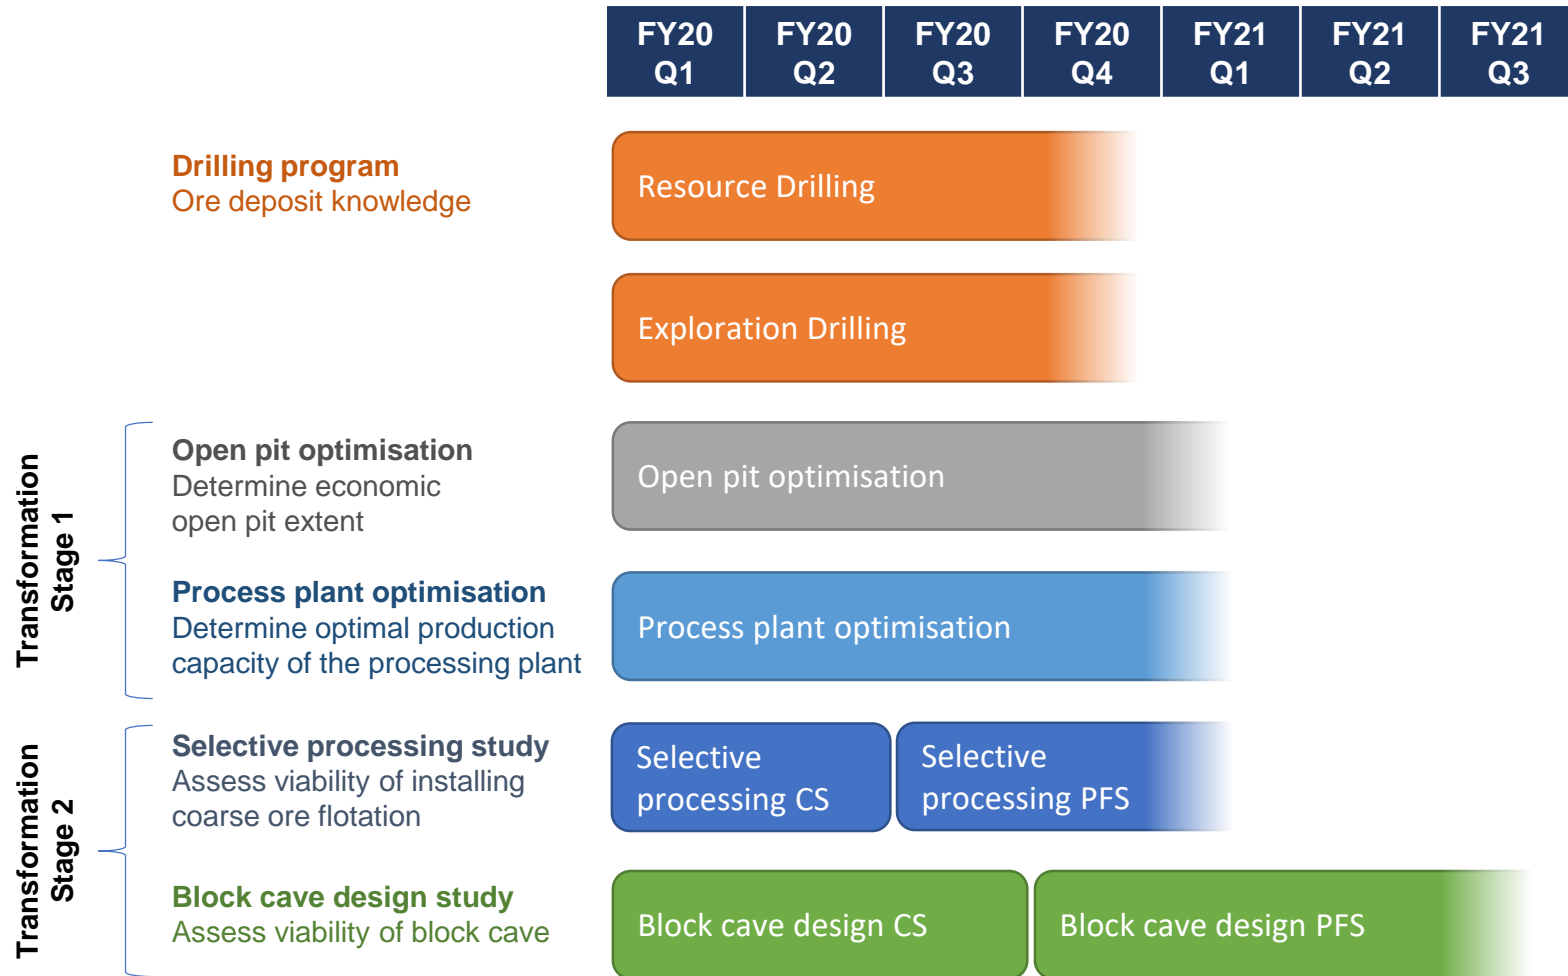 FY20 Q1
FY20 Q2
FY20 Q3
FY20 Q4
FY21 Q1
FY21 Q2
FY21 Q3
Drilling program
Ore deposit knowledge
Resource Drilling
Exploration Drilling
Transformation
Stage 1
Open pit optimisation
Determine economic
open pit extent
Open pit optimisation
Process plant optimisation
Determine optimal production
capacity of the processing plant
Process plant optimisation
Transformation
Stage 2
Selective processing study
Assess viability of installing
coarse ore flotation
Selective
processing CS
Selective
processing PFS
Block cave design study
Assess viability of block cave
Block cave design CS
Block cave design PFS